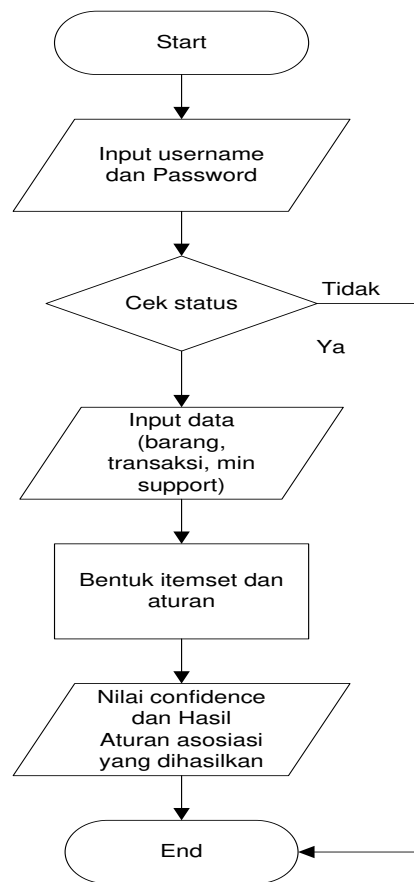 Start
Input username
dan Password
Cek status
Tidak
Ya
Input data
(barang,
transaksi, min
support)
Bentuk itemset dan
aturan
Nilai confidence
dan Hasil
Aturan asosiasi
yang dihasilkan
End